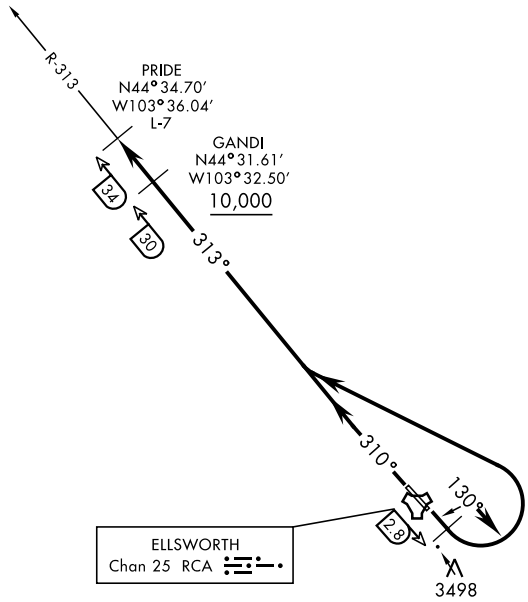 R-313
PRIDE
N44° 34.70'
W103° 36.04'
L-7
GANDI
N44° 31.61'
W103° 32.50'
10,000
34
30
313°
310°
130°
2.8
ELLSWORTH
Chan 25 RCA
3498